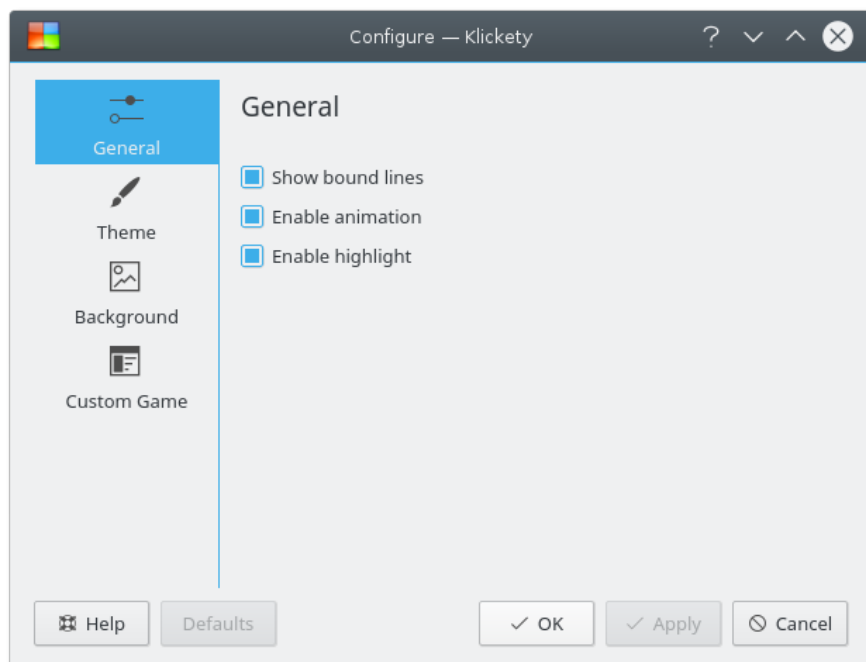 Configure — Klickety
General
Theme
Background
Custom Game
General
Show bound lines
Enable animation
Enable highlight
Help
Defaults
OK
Apply
Cancel